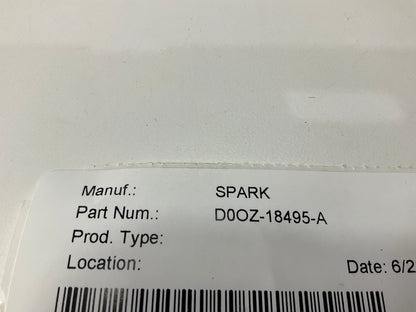 Manuf.: SPARK
Part Num.: D0OZ-18495-A
Prod. Type:
Location: Date: 6/2